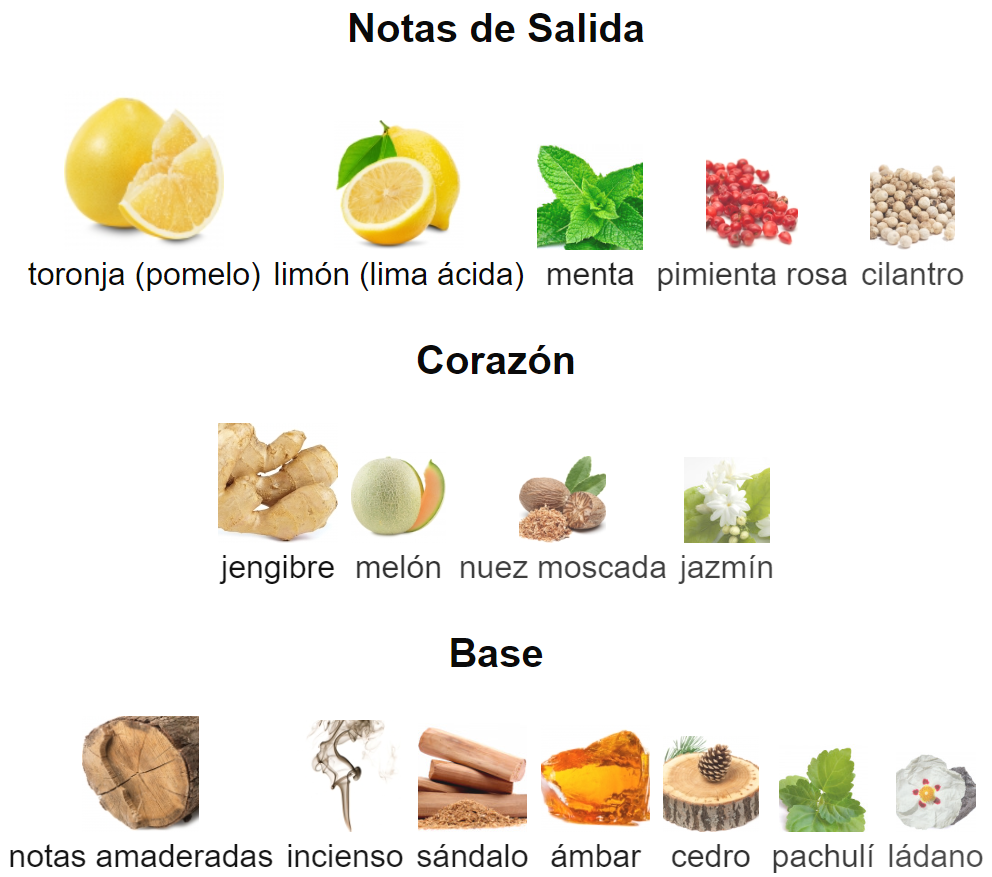 Notas de Salida
toronja (pomelo) limón (lima ácida) menta pimienta rosa cilantro
Corazón
jengibre melón nuez moscada jazmín
Base
notas amaderadas incienso sándalo ámbar cedro pachulí ládano